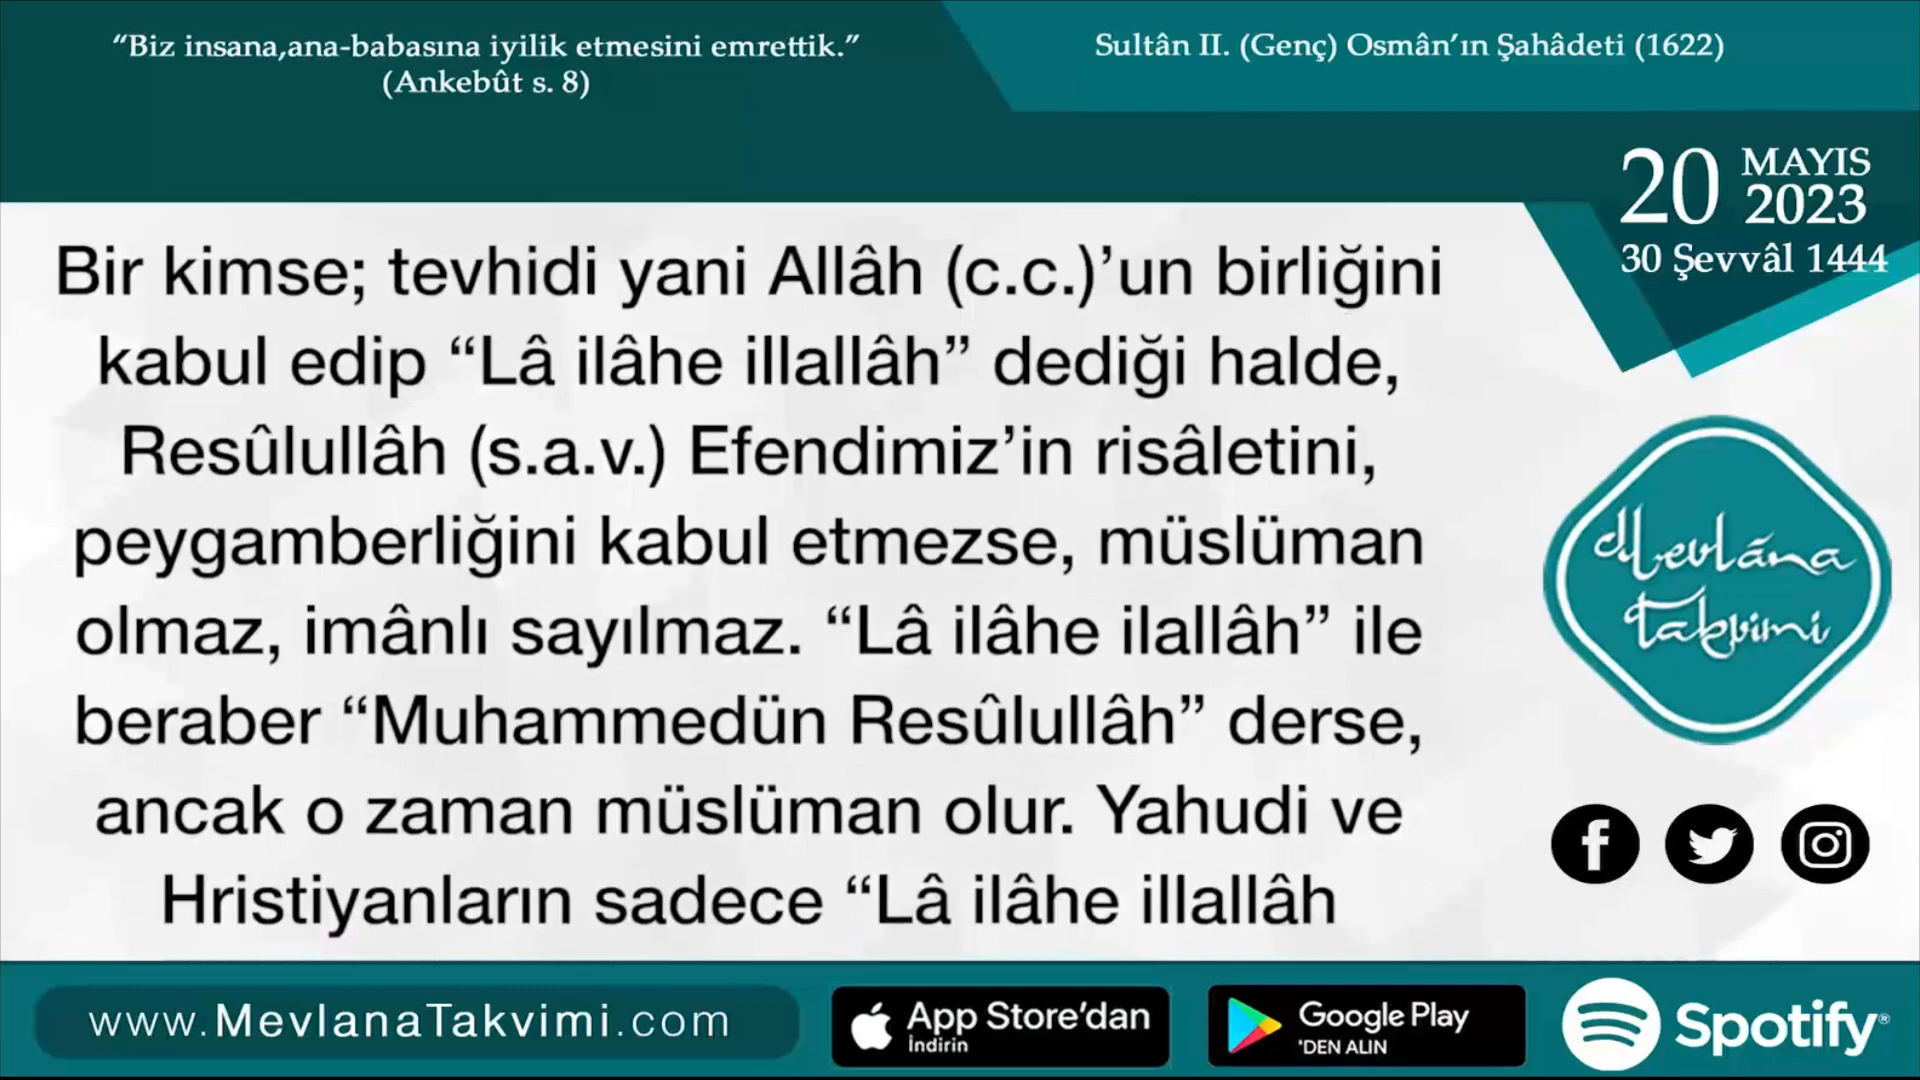 “Biz insana,ana-babasına iyilik etmesini emrettik.”
(Ankebût s. 8)
Sultân II. (Genç) Osmân’ın Şahâdeti (1622)
20 MAYIS
2023
30 Şevvâl 1444
Bir kimse; tevhidi yani Allâh (c.c.)’un birliğini
kabul edip “Lâ ilâhe illallâh” dediği halde,
Resûlullâh (s.a.v.) Efendimiz’in risâletini,
peygamberliğini kabul etmezse, müslüman
olmaz, imânlı sayılmaz. “Lâ ilâhe ilallâh” ile
beraber “Muhammedün Resûlullâh” derse,
ancak o zaman müslüman olur. Yahudi ve
Hristiyanların sadece “Lâ ilâhe illallâh
Mevlâna
Takvimi
www.MevlanaTakvimi.com
App Store’dan
İndirin
Google Play
'DEN ALIN
Spotify®